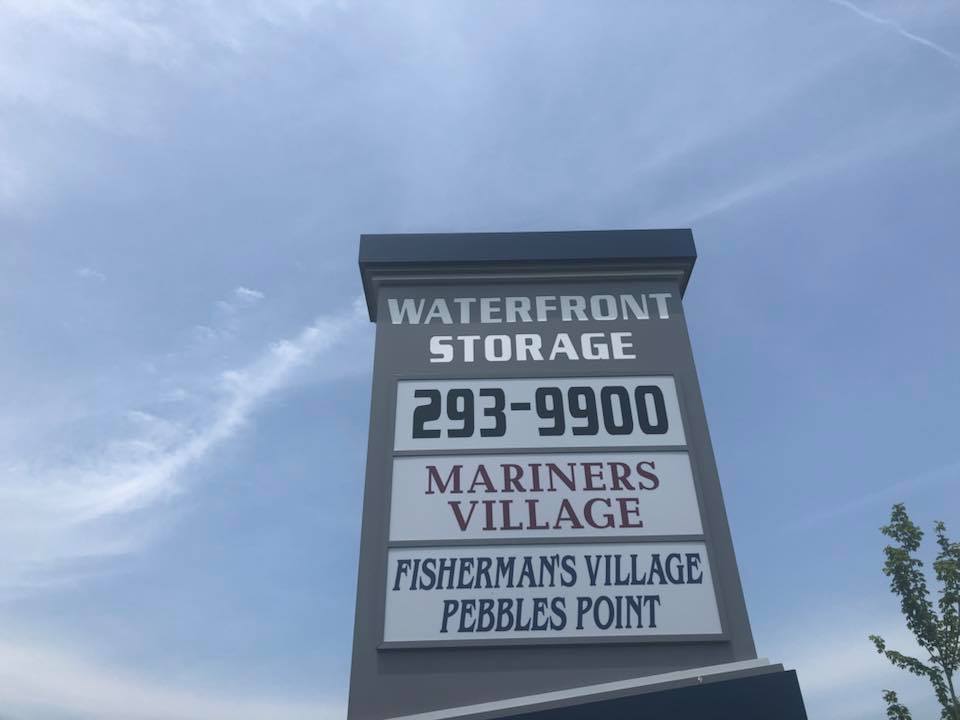 WATERFRONT
STORAGE
293-9900
MARINERS
VILLAGE
FISHERMAN'S VILLAGE
PEBBLES POINT